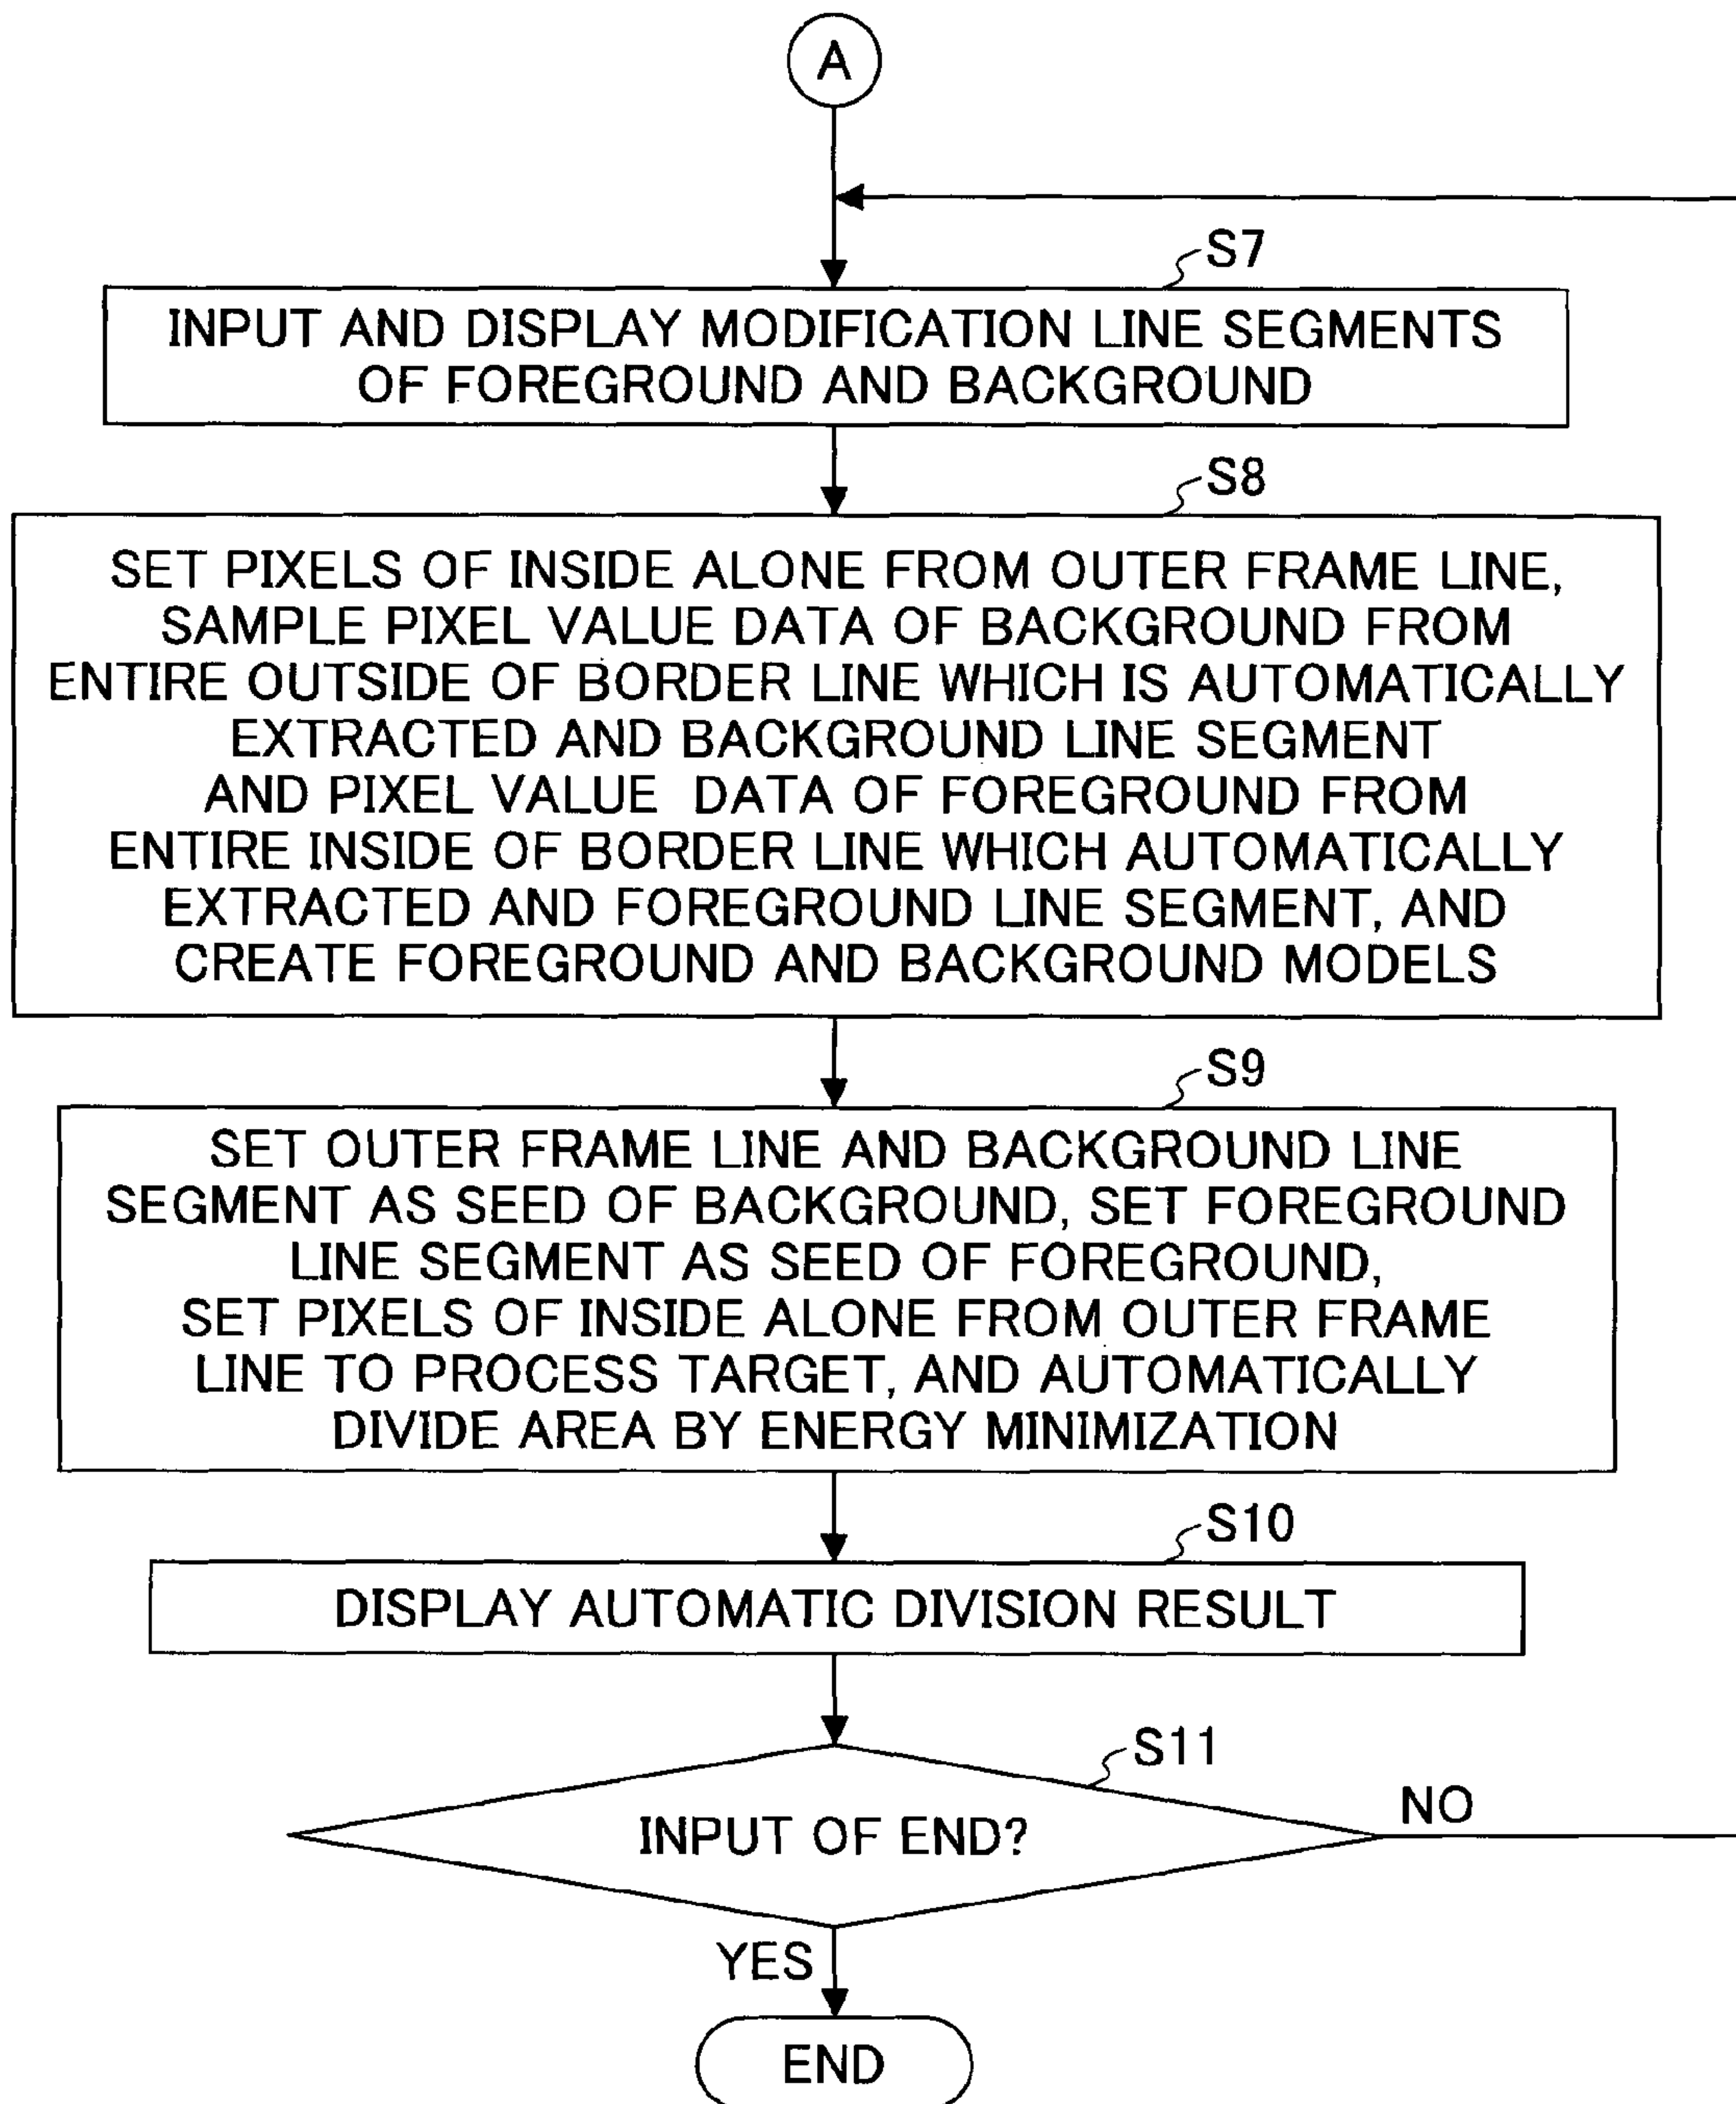 A
S7
INPUT AND DISPLAY MODIFICATION LINE SEGMENTS
OF FOREGROUND AND BACKGROUND
S8
SET PIXELS OF INSIDE ALONE FROM OUTER FRAME LINE,
SAMPLE PIXEL VALUE DATA OF BACKGROUND FROM
ENTIRE OUTSIDE OF BORDER LINE WHICH IS AUTOMATICALLY
EXTRACTED AND BACKGROUND LINE SEGMENT
AND PIXEL VALUE DATA OF FOREGROUND FROM
ENTIRE INSIDE OF BORDER LINE WHICH AUTOMATICALLY
EXTRACTED AND FOREGROUND LINE SEGMENT, AND
CREATE FOREGROUND AND BACKGROUND MODELS
S9
SET OUTER FRAME LINE AND BACKGROUND LINE
SEGMENT AS SEED OF BACKGROUND, SET FOREGROUND
LINE SEGMENT AS SEED OF FOREGROUND,
SET PIXELS OF INSIDE ALONE FROM OUTER FRAME
LINE TO PROCESS TARGET, AND AUTOMATICALLY
DIVIDE AREA BY ENERGY MINIMIZATION
S10
DISPLAY AUTOMATIC DIVISION RESULT
S11
INPUT OF END?
NO
YES
END